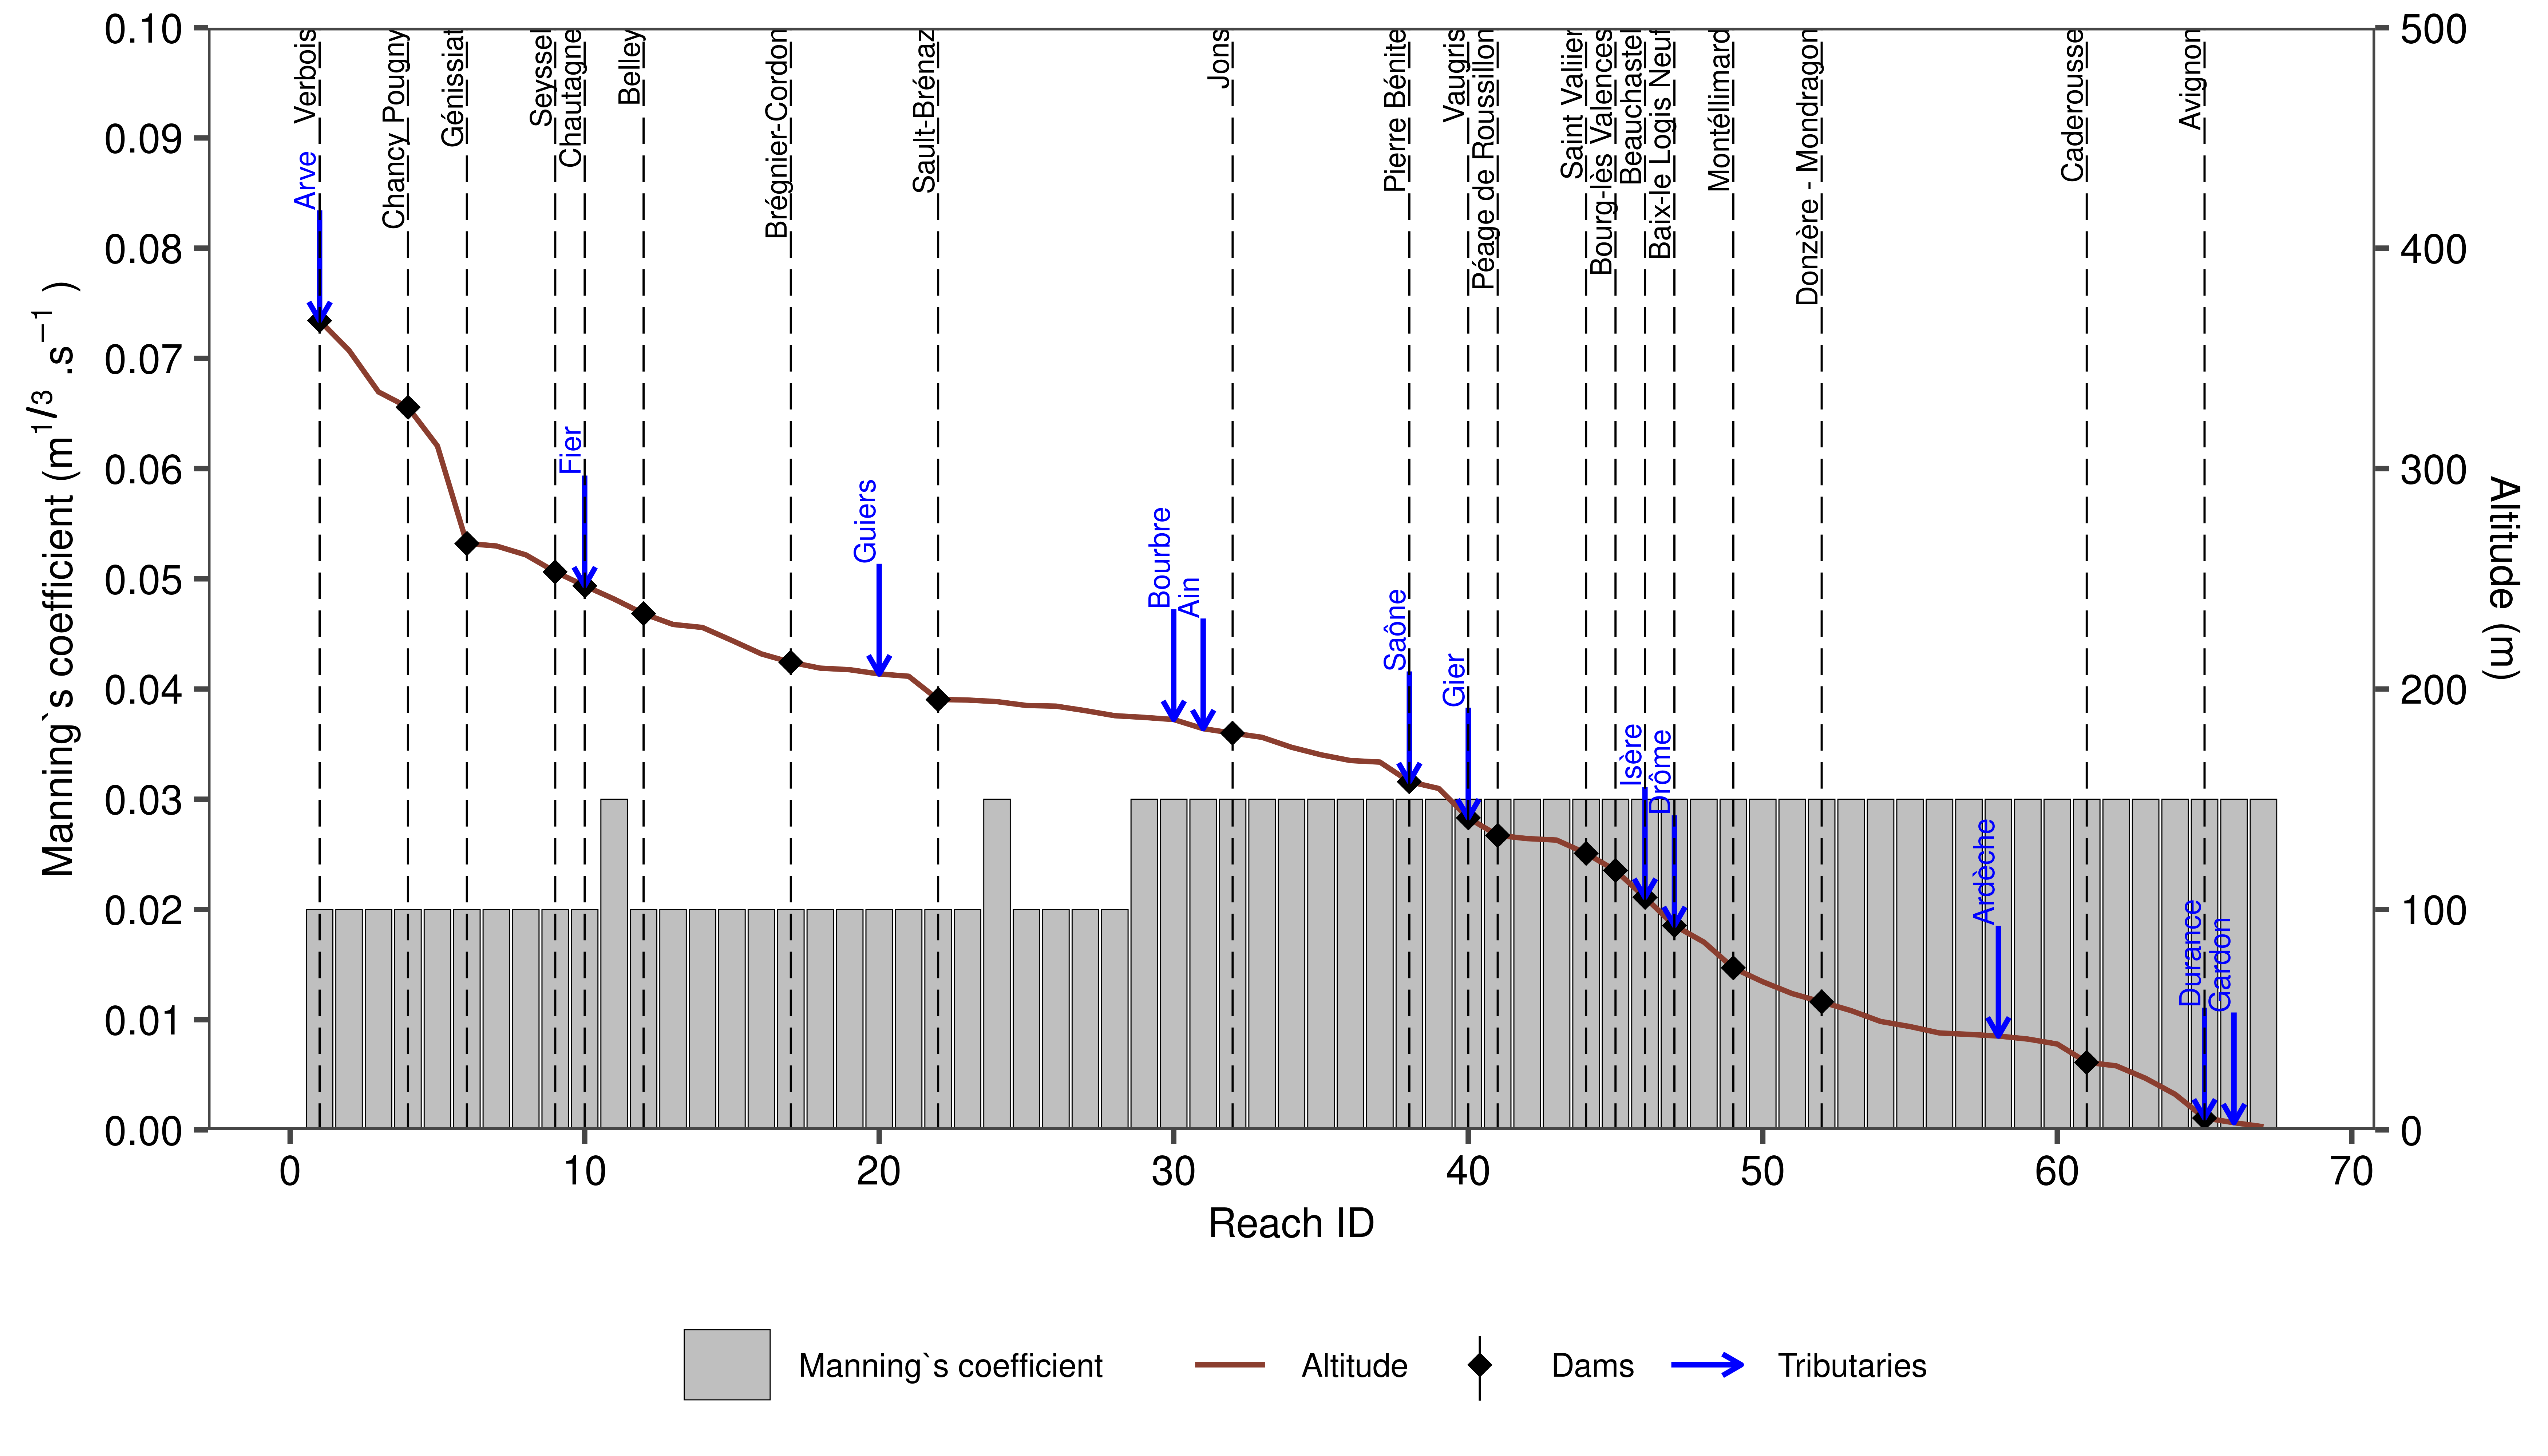 0.10
0.09
0.08
0.07
0.06
0.05
0.04
0.03
0.02
0.01
0.00
Manning`s coefficient (m1/3 .s−1 )
500
400
300
200
100
0
Altitude (m)
Verbois
Chancy Pougny
Génissiat
Seyssel
Chautagne
Belley
Brégnier-Cordon
Sault-Brénaz
Jons
Pierre Bénite
Vaugris
Péage de Roussillon
Saint Vallier
Bourg-lès Valences
Beauchastel
Baix-le Logis Neuf
Montéllimard
Donzère - Mondragon
Caderousse
Avignon
Arve
Fier
Guiers
Bourbre
Ain
Saône
Gier
Isère
Drôme
Ardèche
Durance
Gardon
0 10 20 30 40 50 60 70
Reach ID
Manning`s coefficient Altitude Dams Tributaries